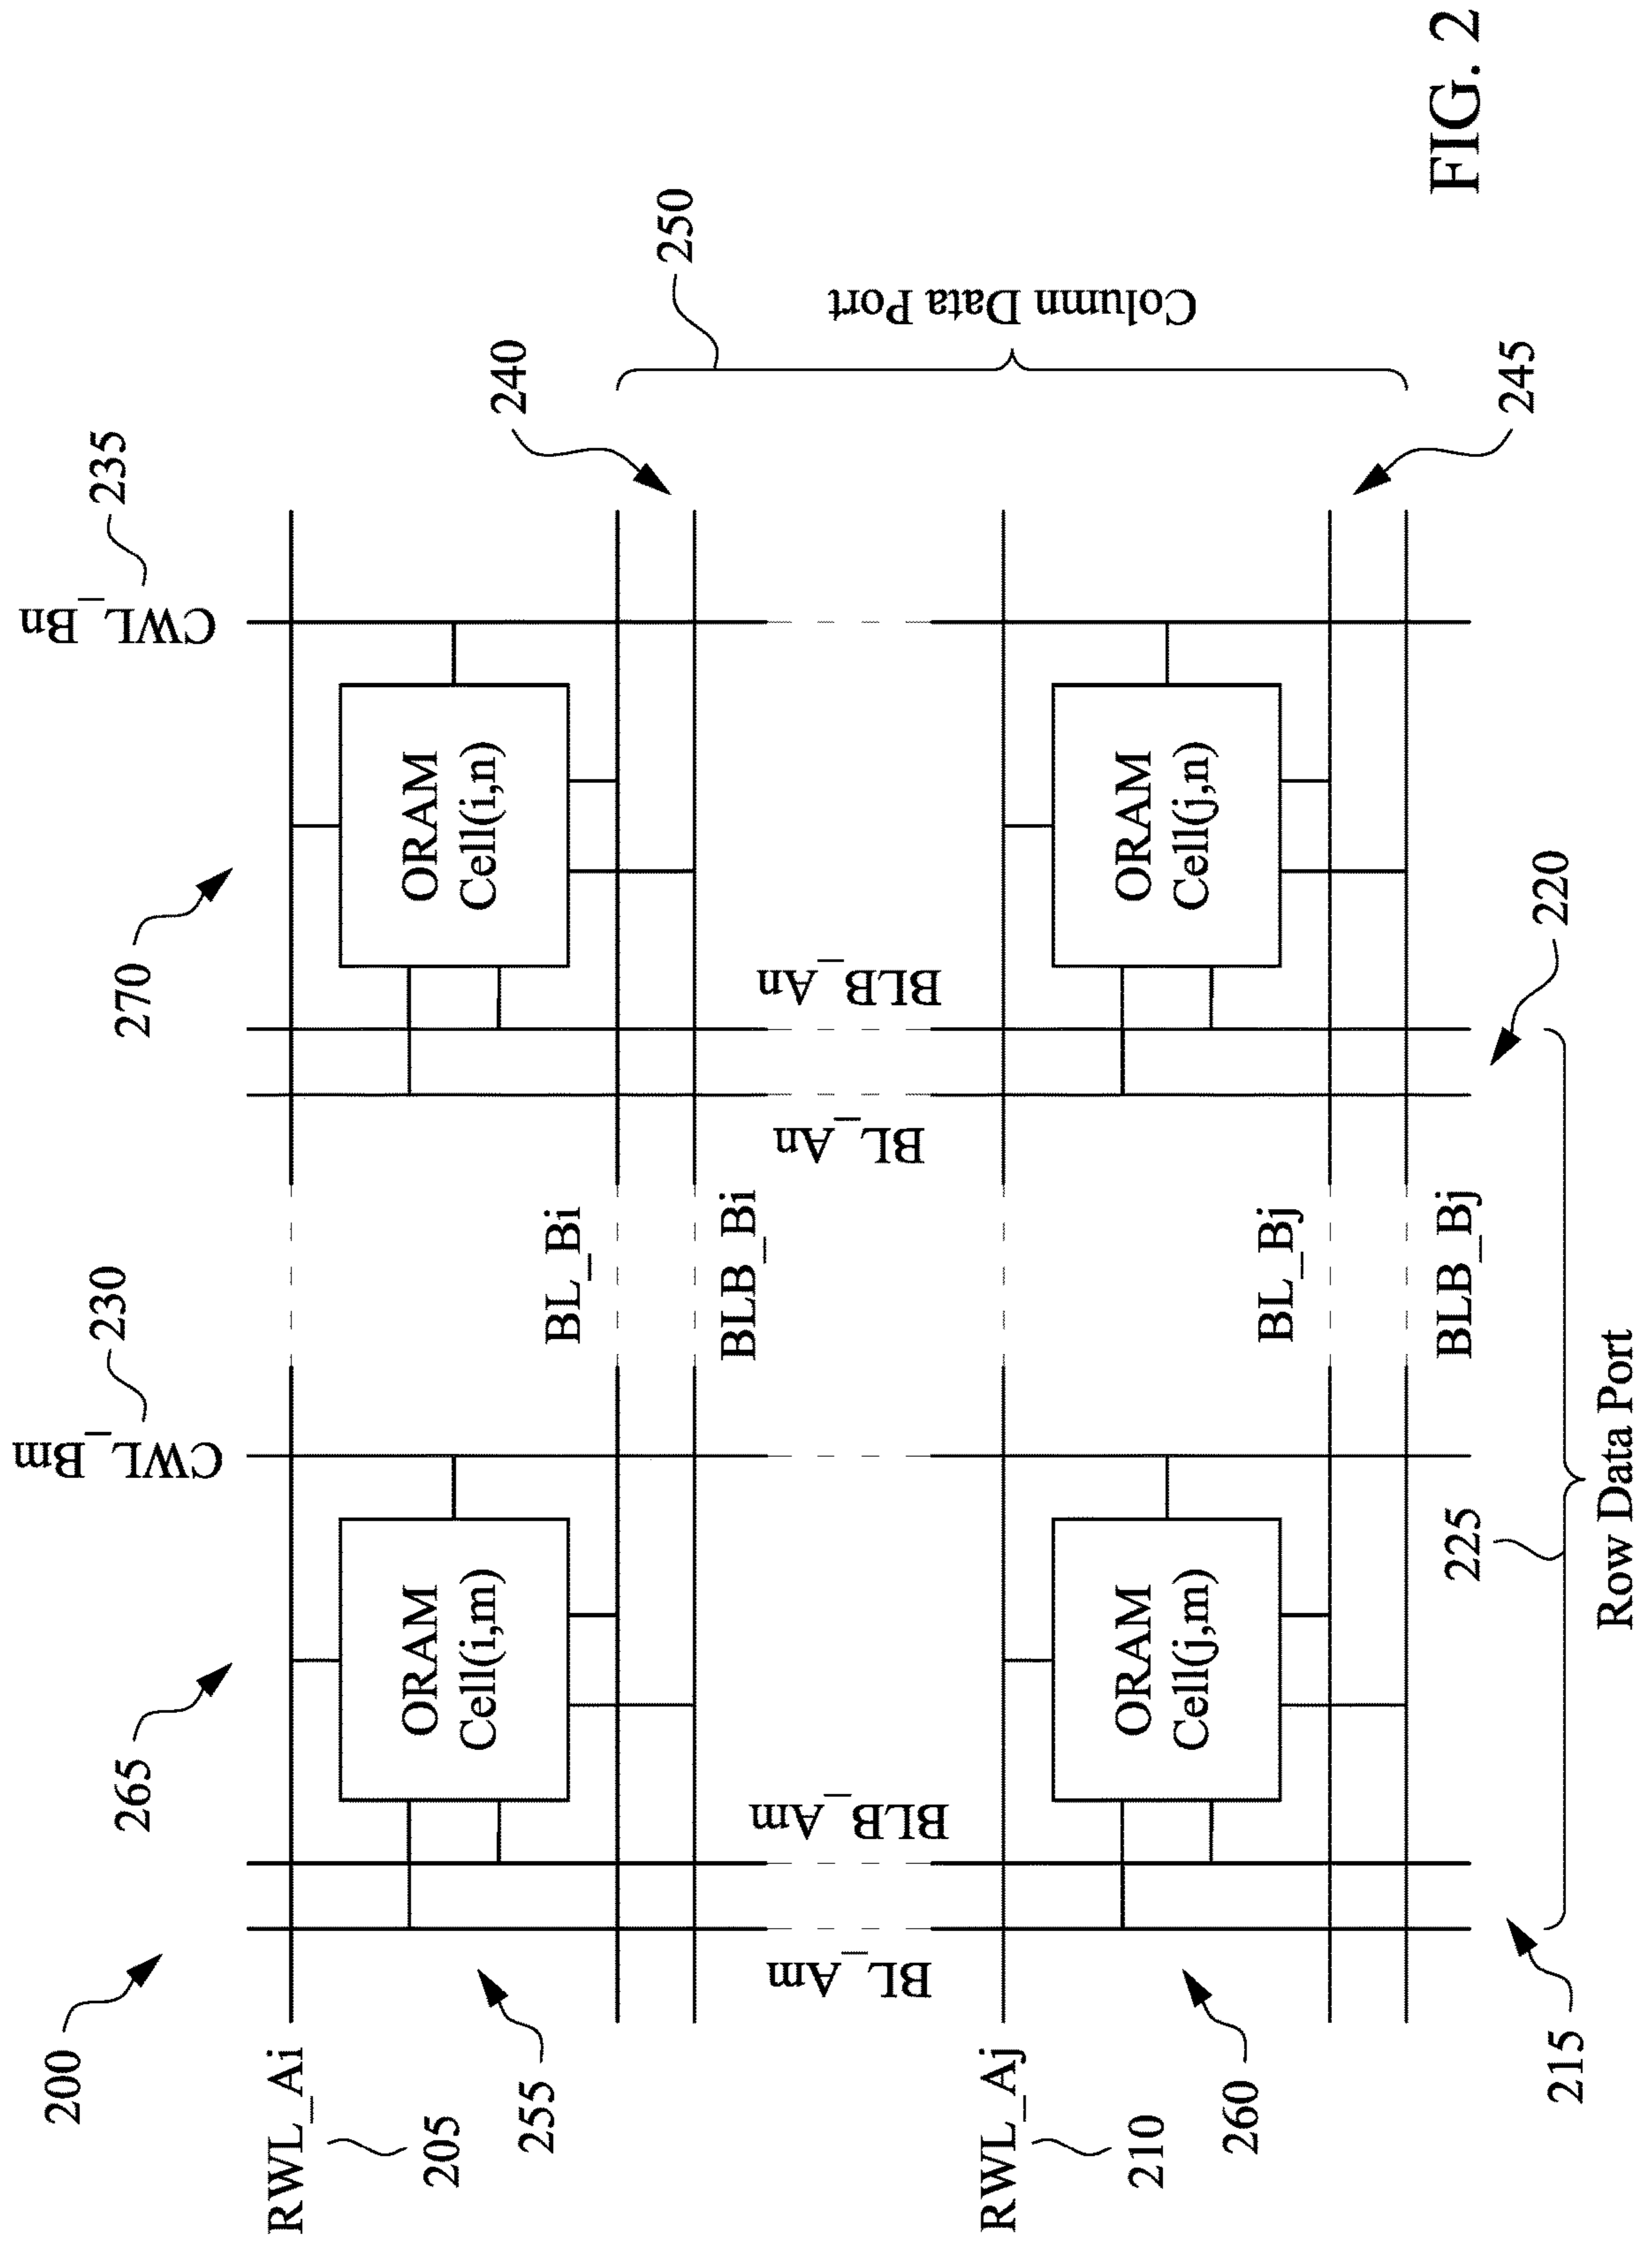 200
265
270
CWL_Bm
230
CWL_Bn
235
RWL_Ai
205
255
ORAM
Cell(i,m)
ORAM
Cell(i,n)
240
250
BL_Bi
BLB_Bi
BL_Am
BLB_Am
BL_An
BLB_An
Column Data Port
RWL_Aj
210
260
ORAM
Cell(j,m)
ORAM
Cell(j,n)
BL_Bj
BLB_Bj
245
215
220
225
Row Data Port
FIG. 2